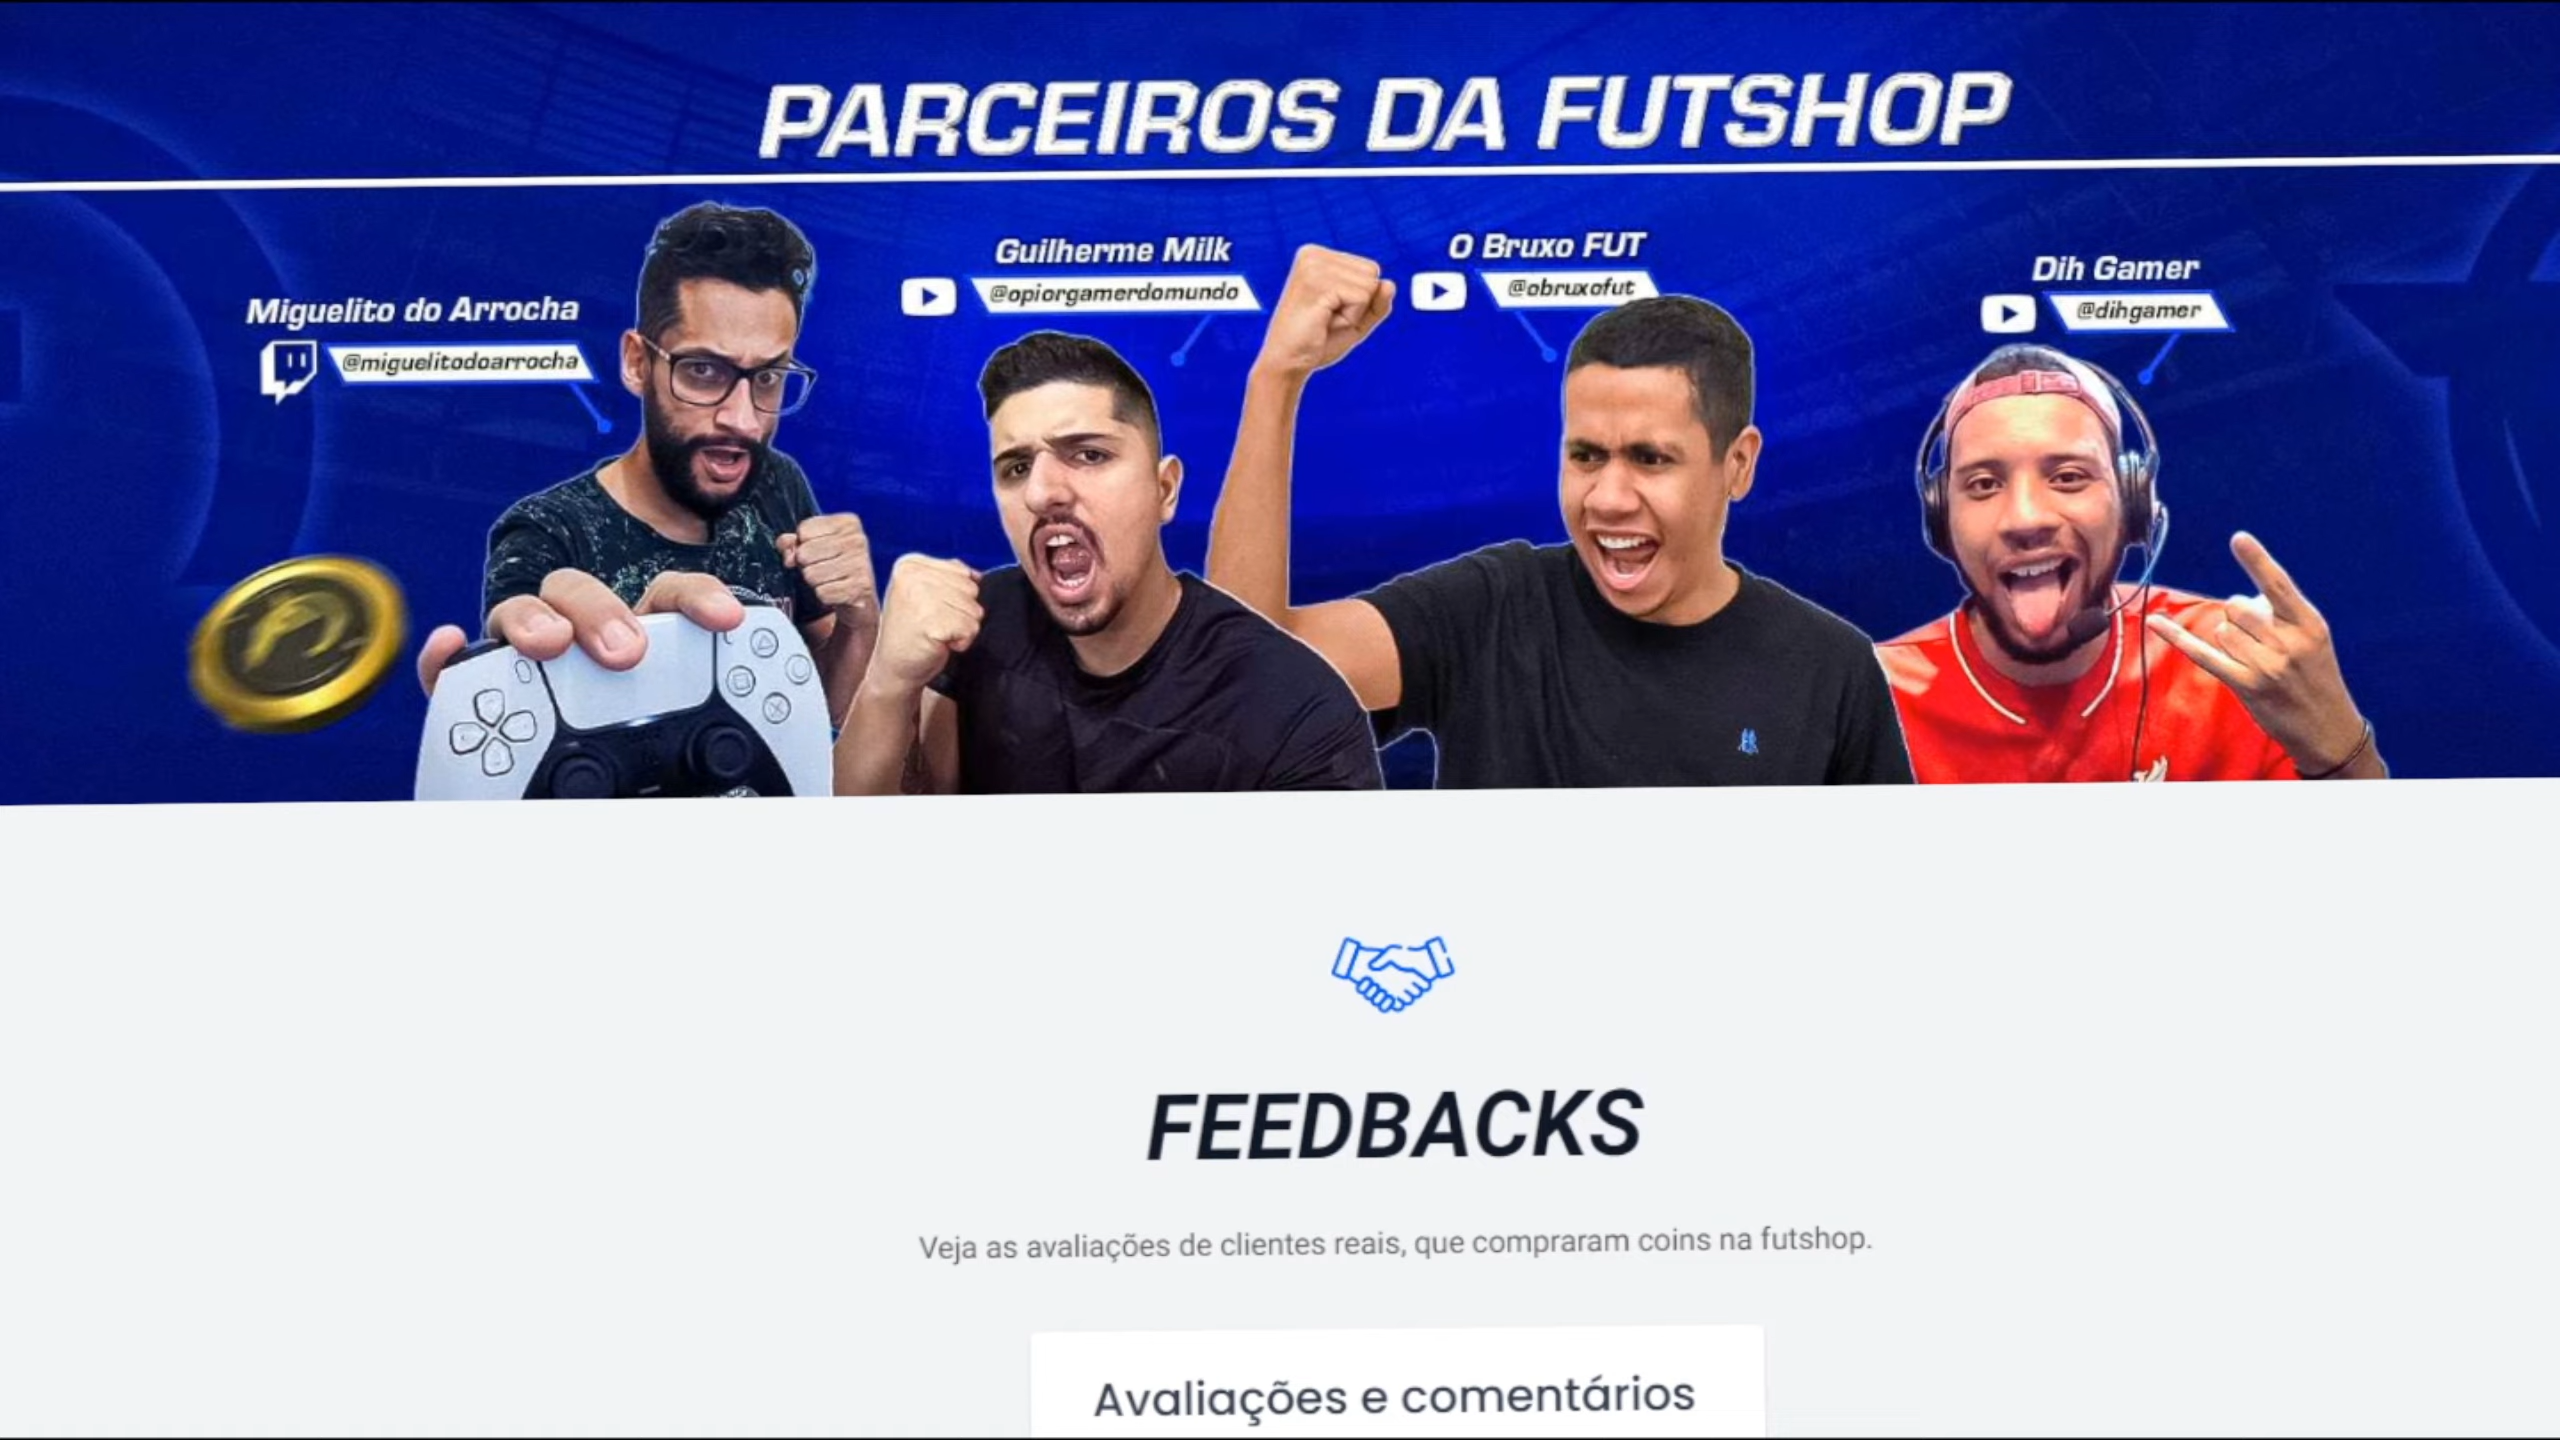 PARCEIROS DA FUTSHOP
Miguelito do Arrocha
@miguelitodoarrocha
Guilherme Milk
@opiorgamerdomundo
O Bruxo FUT
@obruxofut
Dih Gamer
@dihgamer
FEEDBACKS
Veja as avaliações de clientes reais, que compraram coins na futshop.
Avaliações e comentários